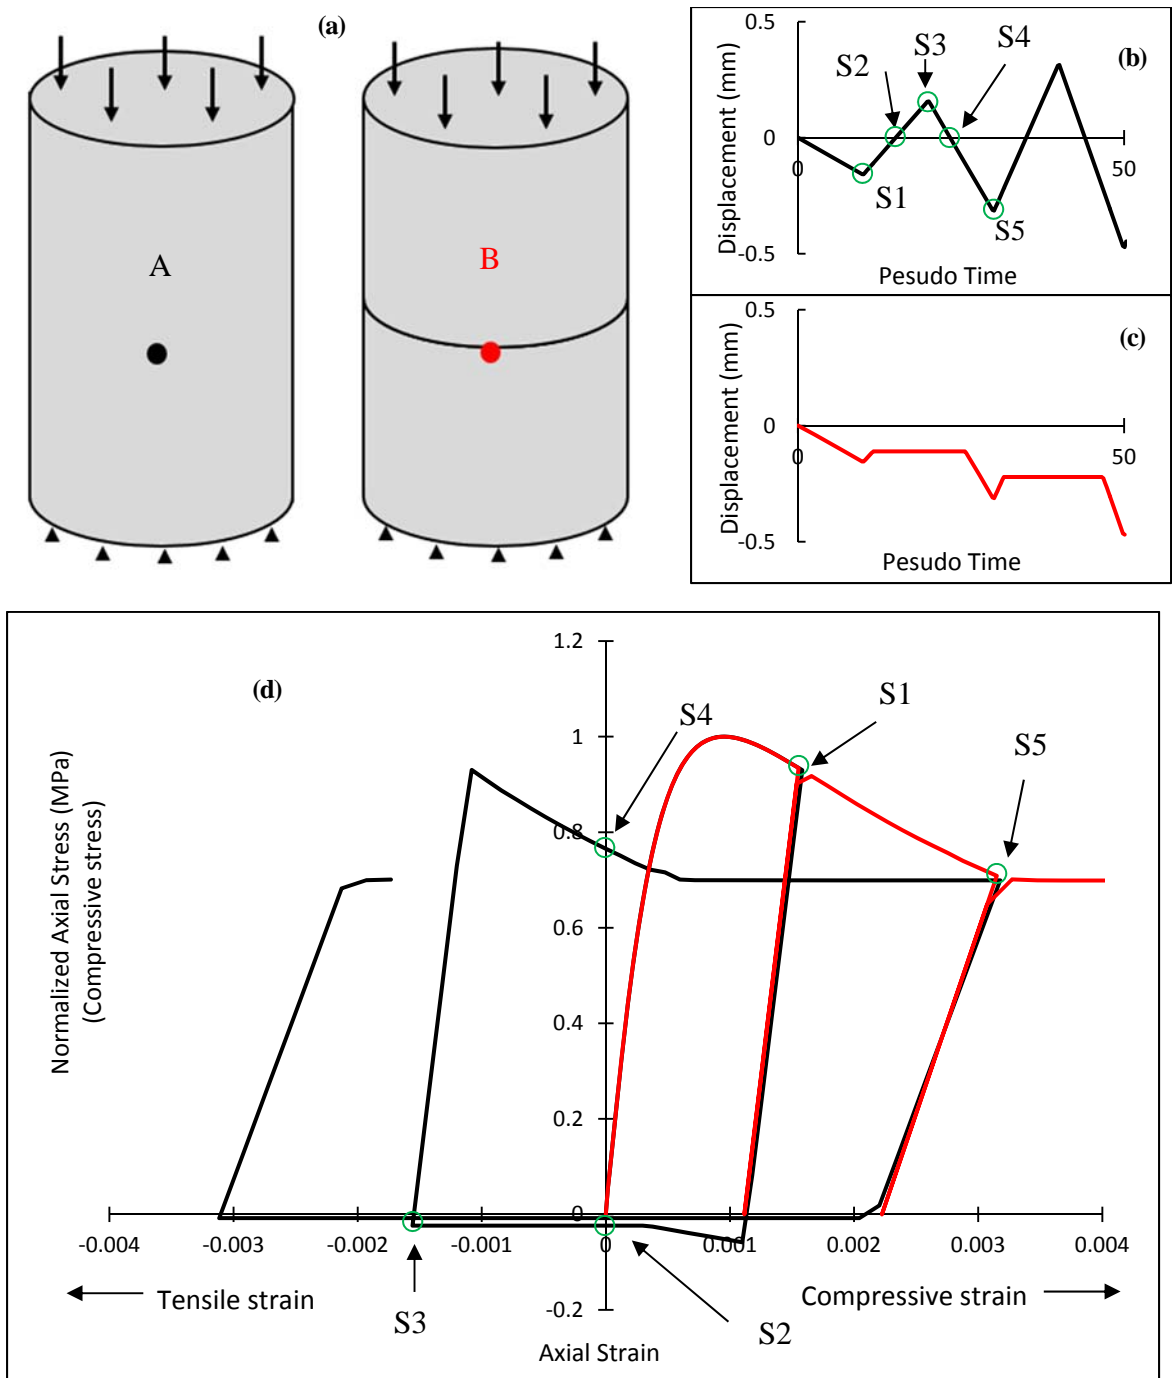 (a)
A
B
0.5
0
-0.5
0
50
Displacement (mm)
Pesudo Time
S1
S2
S3
S4
S5
(b)
0.5
0
-0.5
0
50
Displacement (mm)
Pesudo Time
(c)
(d)
Normalized Axial Stress (MPa)
(Compressive stress)
1.2
1
0.8
0.6
0.4
0.2
0
-0.2
-0.004
-0.003
-0.002
-0.001
0
0.001
0.002
0.003
0.004
S4
S1
S5
S3
S2
Tensile strain
Compressive strain
Axial Strain